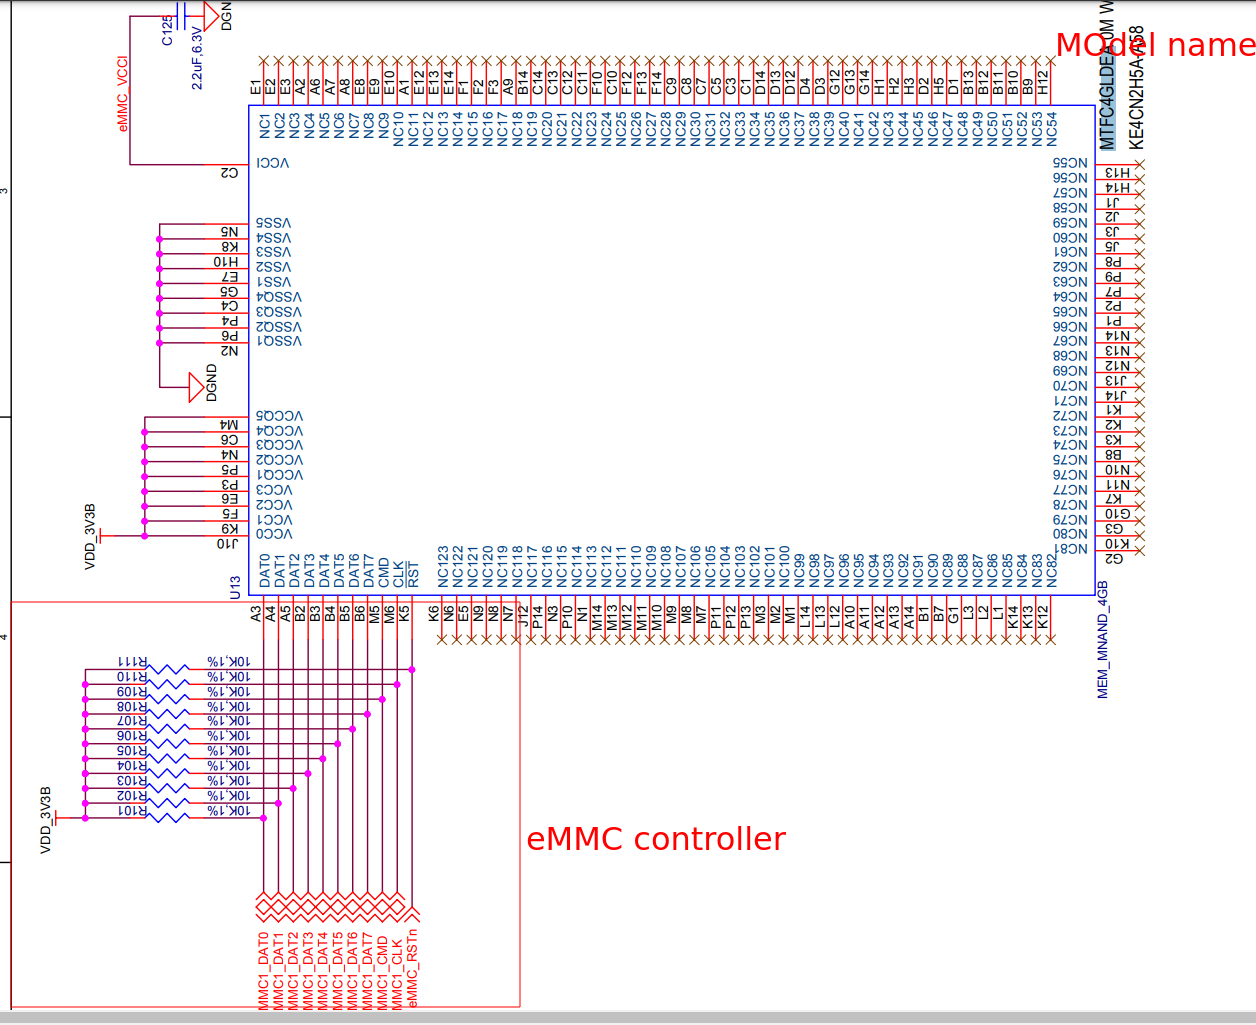 C125
2.2uF,6.3V
DGN
MOdel name
eMMC_VCCI
E1 E2 E3 A2 A6 A7 A8 E8 E9 E10 A1 E12 E13 E14 F1 F2 F3 A9 B14 C14 C13 C12 C11 F10 C10 F12 F13 F14 C9 C8 C7 C5 C3 C1 D14 D13 D12 D4 D3 G12 G13 G14 H1 H2 H3 D2 H5 D1 B13 B12 B11 B10 B9 H12
NC1 NC2 NC3 NC4 NC5 NC6 NC7 NC8 NC9 NC10 NC11 NC12 NC13 NC14 NC15 NC16 NC17 NC18 NC19 NC20 NC21 NC22 NC23 NC24 NC25 NC26 NC27 NC28 NC29 NC30 NC31 NC32 NC33 NC34 NC35 NC36 NC37 NC38 NC39 NC40 NC41 NC42 NC43 NC44 NC45 NC46 NC47 NC48 NC49 NC50 NC51 NC52 NC53 NC54
3
C2 VCCI
N5 VSS5
K8 VSS4
H10 VSS3
E7 VSS2
G5 VSS1
C4 VSSQ4
P4 VSSQ3
P6 VSSQ2
N2 VSSQ1
DGND
M4 VCCQ5
C6 VCCQ4
N4 VCCQ3
P5 VCCQ2
P3 VCCQ1
E6 VCC3
F5 VCC2
K9 VCC1
J10 VCC0
VDD_3V3B
NC55 H13
NC56 H14
NC57 J1
NC58 J2
NC59 J3
NC60 J5
NC61 P8
NC62 P9
NC63 P7
NC64 P2
NC65 P1
NC66 N14
NC67 N13
NC68 N12
NC69 J13
NC70 J14
NC71 K1
NC72 K2
NC73 K3
NC74 B8
NC75 N10
NC76 N11
NC77 K7
NC78 G10
NC79 G3
NC80 K10
NC81 G2
U13
DAT0 DAT1 DAT2 DAT3 DAT4 DAT5 DAT6 DAT7 CMD CLK RST
NC123 NC122 NC121 NC120 NC119 NC118 NC117 NC116 NC115 NC114 NC113 NC112 NC111 NC110 NC109 NC108 NC107 NC106 NC105 NC104 NC103 NC102 NC101 NC100 NC99 NC98 NC97 NC96 NC95 NC94 NC93 NC92 NC91 NC90 NC89 NC88 NC87 NC86 NC85 NC84 NC83 NC82
A3 A4 A5 B2 B3 B4 B5 B6 M5 M6 K5
K6 N6 E5 N9 N8 N7 J12 P14 N3 P10 N1 M14 M13 M12 M11 M10 M9 M8 M7 P11 P12 P13 M3 M2 M1 L14 L13 L12 A10 A11 A12 A13 A14 B1 B7 G1 L3 L2 L1 K14 K13 K12
MEM_MNAND_4GB
4
R111 10K,1%
R110 10K,1%
R109 10K,1%
R108 10K,1%
R107 10K,1%
R106 10K,1%
R105 10K,1%
R104 10K,1%
R103 10K,1%
R102 10K,1%
R101 10K,1%
VDD_3V3B
eMMC controller
MMC1_DAT0
MMC1_DAT1
MMC1_DAT2
MMC1_DAT3
MMC1_DAT4
MMC1_DAT5
MMC1_DAT6
MMC1_DAT7
MMC1_CMD
MMC1_CLK
eMMC_RSTn